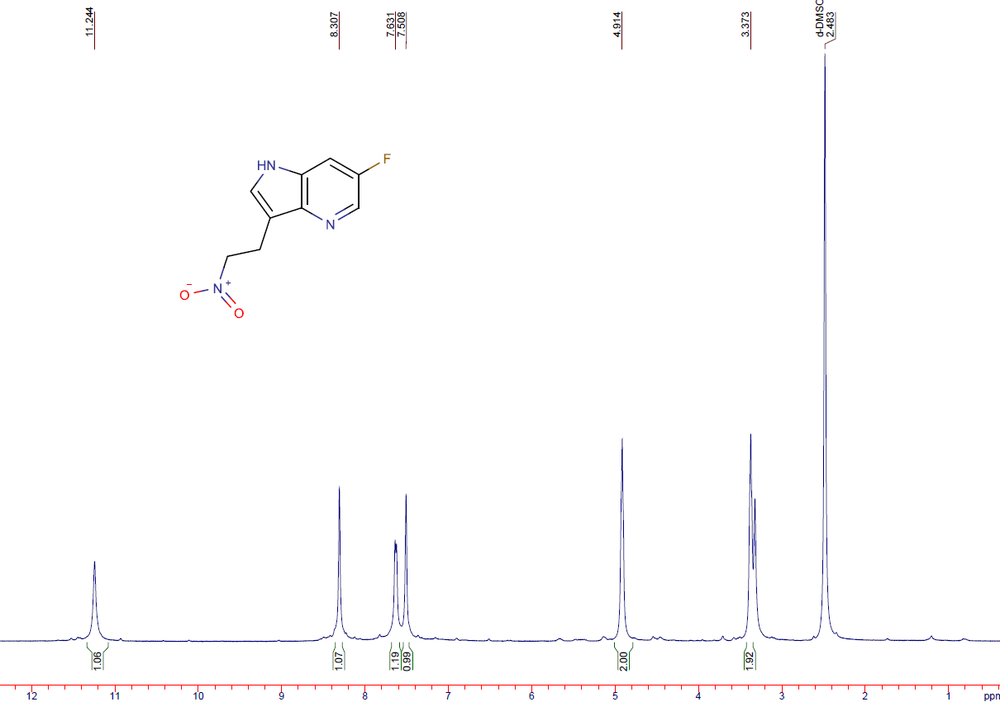 11.244
8.307
7.631
7.508
4.914
3.373
d-DMSO
2.483
F
HN
N
N+
O−
O
1.06
1.07
1.19
0.99
2.00
1.92
12 11 10 9 8 7 6 5 4 3 2 1 ppm